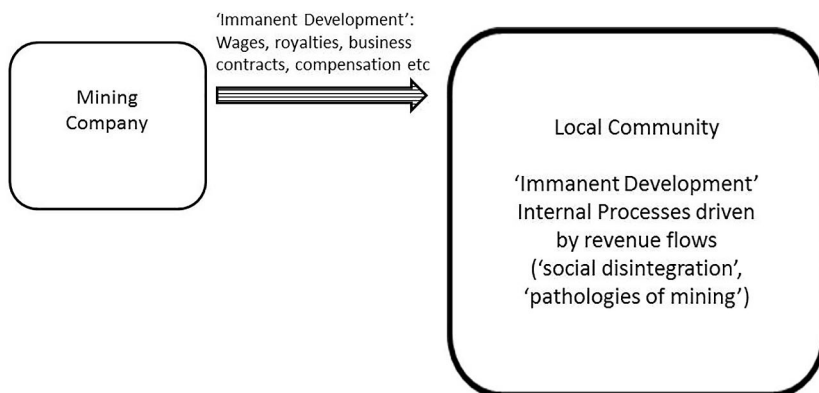 ‘Immanent Development’:
Wages, royalties, business
contracts, compensation etc
Mining
Company
Local Community
‘Immanent Development’
Internal Processes driven
by revenue flows
(‘social disintegration’,
‘pathologies of mining’)